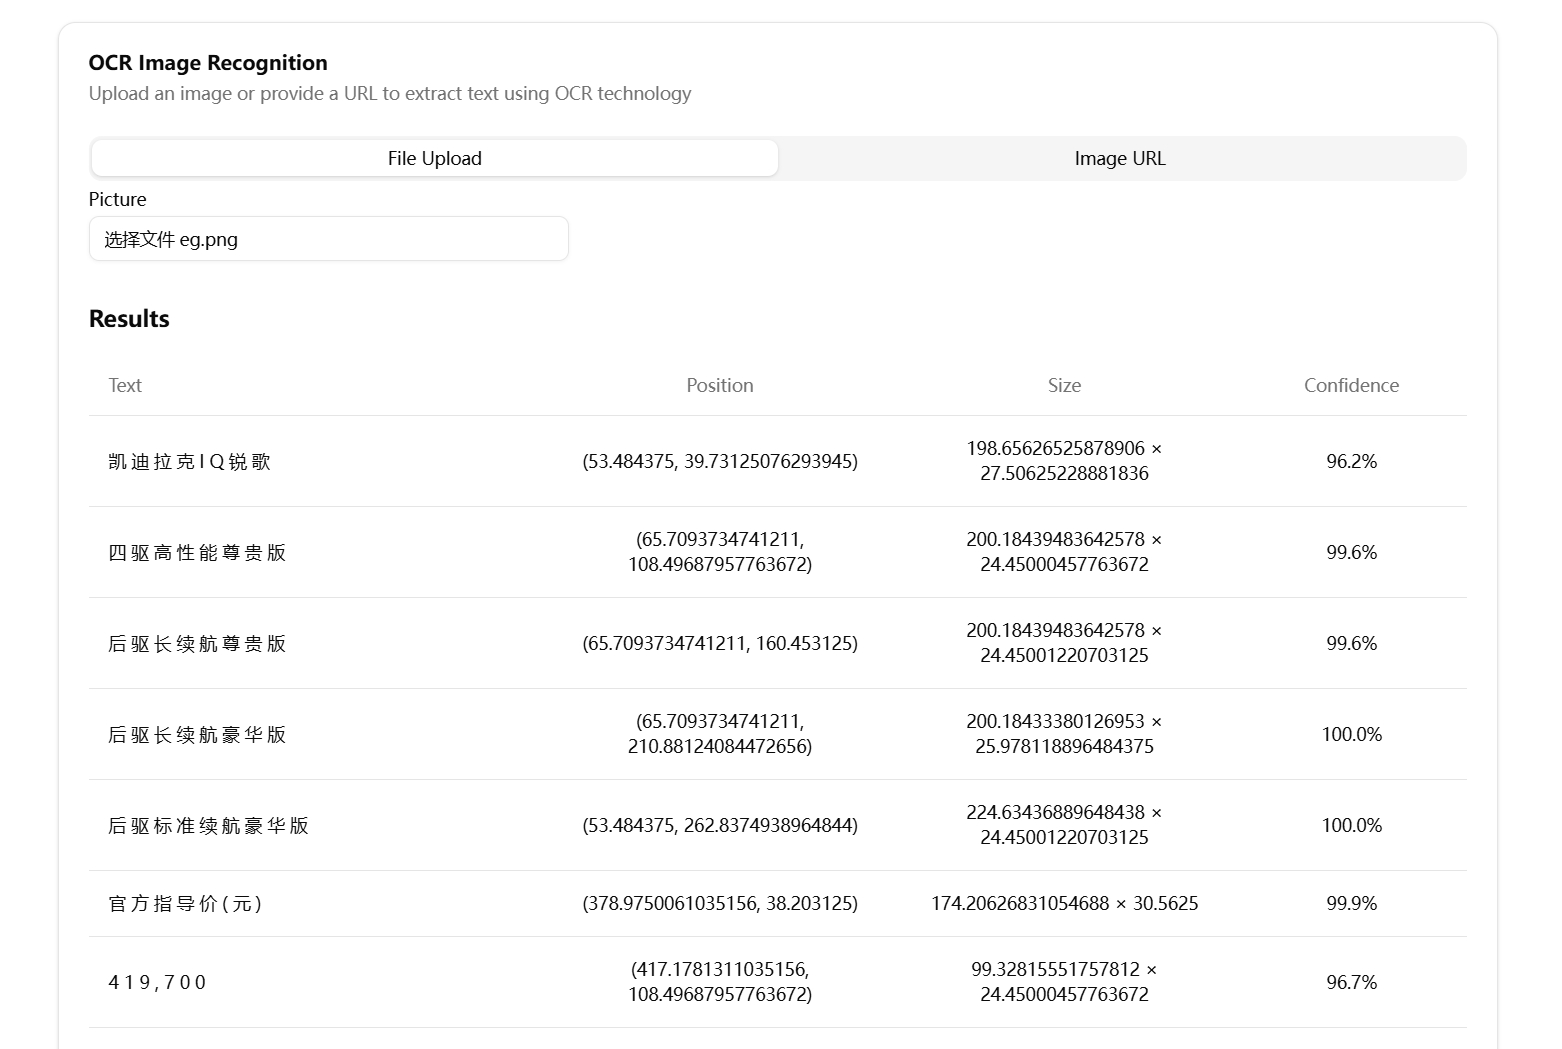 OCR Image Recognition
Upload an image or provide a URL to extract text using OCR technology
File Upload Image URL
Picture
选择文件 eg.png
Results
Text Position Size Confidence
凯迪拉克IQ锐歌 (53.484375, 39.73125076293945) 198.65626525878906 × 27.50625228881836 96.2%
四驱高性能尊贵版 (65.7093734741211, 108.49687957763672) 200.18439483642578 × 24.45000457763672 99.6%
后驱长续航尊贵版 (65.7093734741211, 160.453125) 200.18439483642578 × 24.45001220703125 99.6%
后驱长续航豪华版 (65.7093734741211, 210.88124084472656) 200.18433380126953 × 25.978118896484375 100.0%
后驱标准续航豪华版 (53.484375, 262.8374938964844) 224.63436889648438 × 24.45001220703125 100.0%
官方指导价(元) (378.9750061035156, 38.203125) 174.20626831054688 × 30.5625 99.9%
419,700 (417.1781311035156, 108.49687957763672) 99.32815551757812 × 24.45000457763672 96.7%